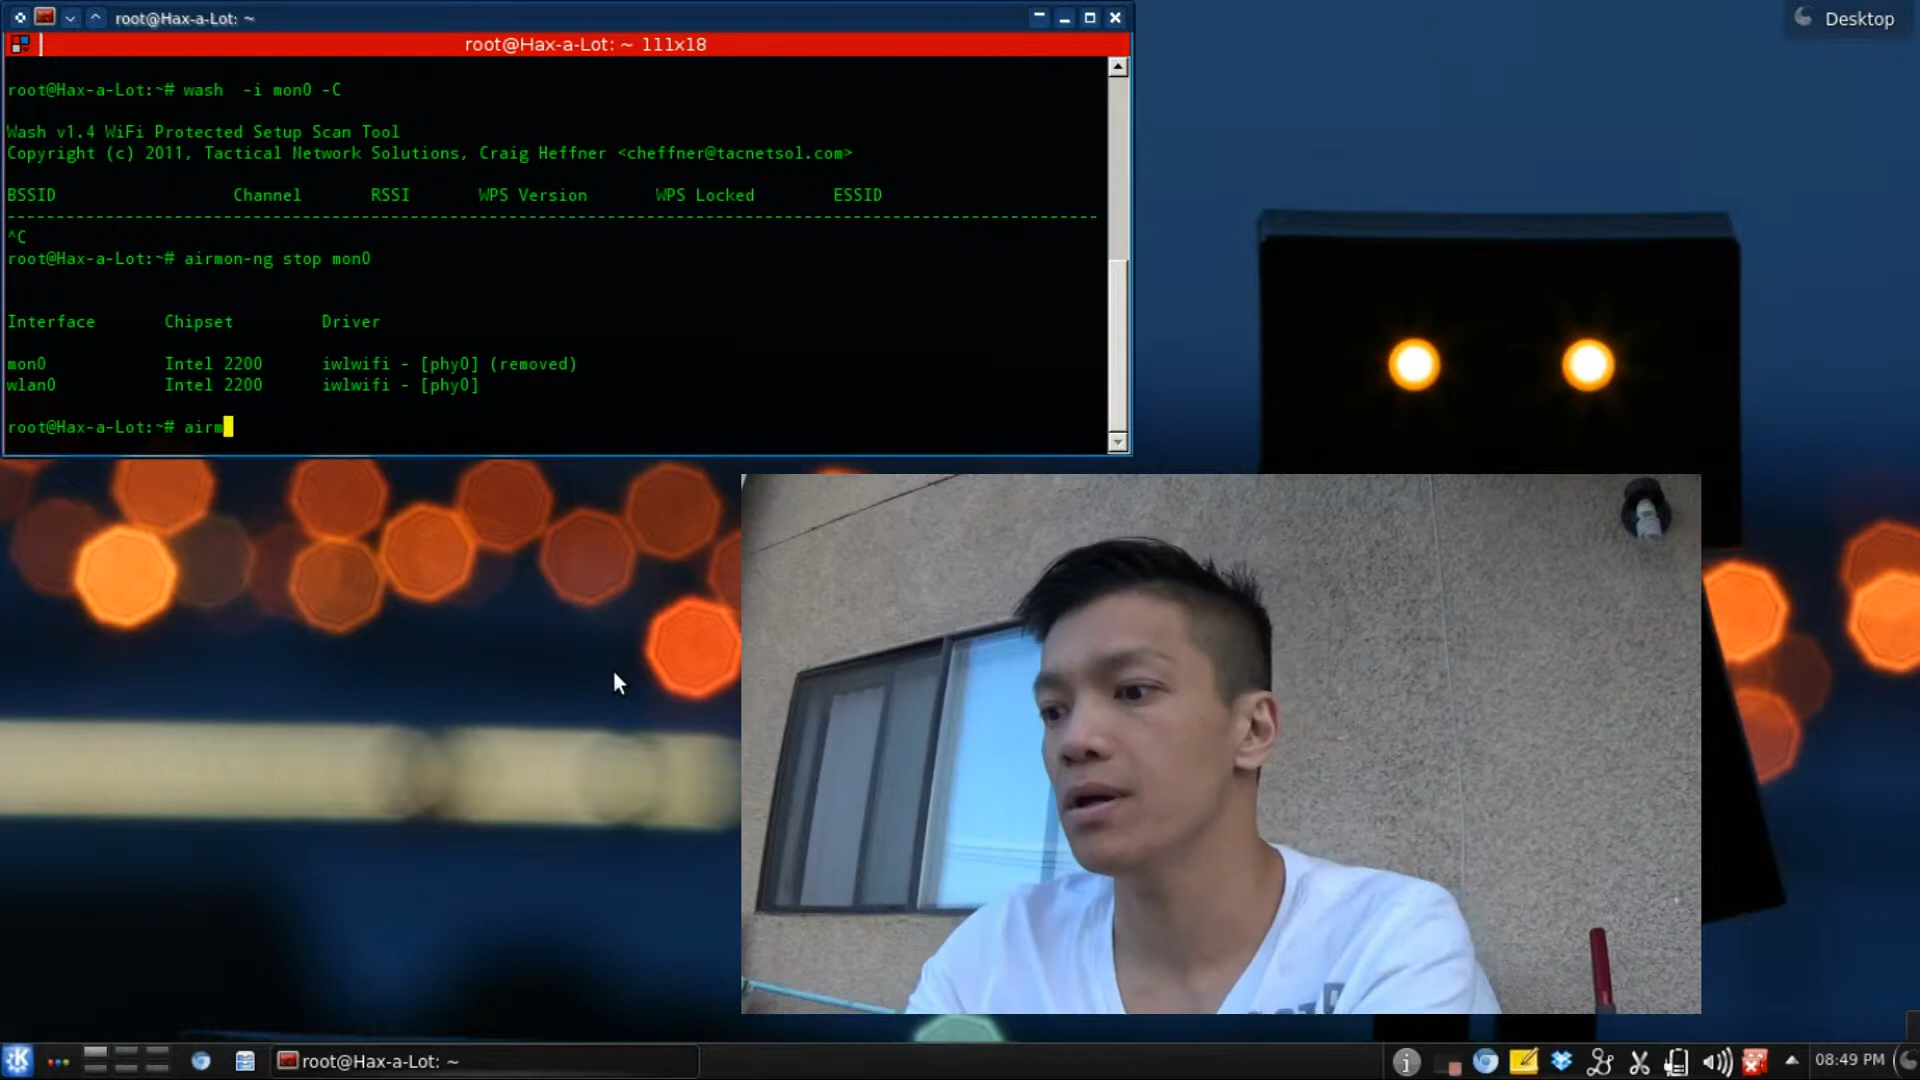 root@Hax-a-Lot: ~
Desktop
root@Hax-a-Lot: ~ 111x18
root@Hax-a-Lot:~# wash  -i mon0 -C
Wash v1.4 WiFi Protected Setup Scan Tool
Copyright (c) 2011, Tactical Network Solutions, Craig Heffner <cheffner@tacnetsol.com>
BSSID Channel RSSI WPS Version WPS Locked ESSID
---------------------------------------------------------------------------------------------------------------
^C
root@Hax-a-Lot:~# airmon-ng stop mon0
Interface Chipset Driver
mon0 Intel 2200 iwlwifi - [phy0] (removed)
wlan0 Intel 2200 iwlwifi - [phy0]
root@Hax-a-Lot:~# airm
root@Hax-a-Lot: ~
08:49 PM